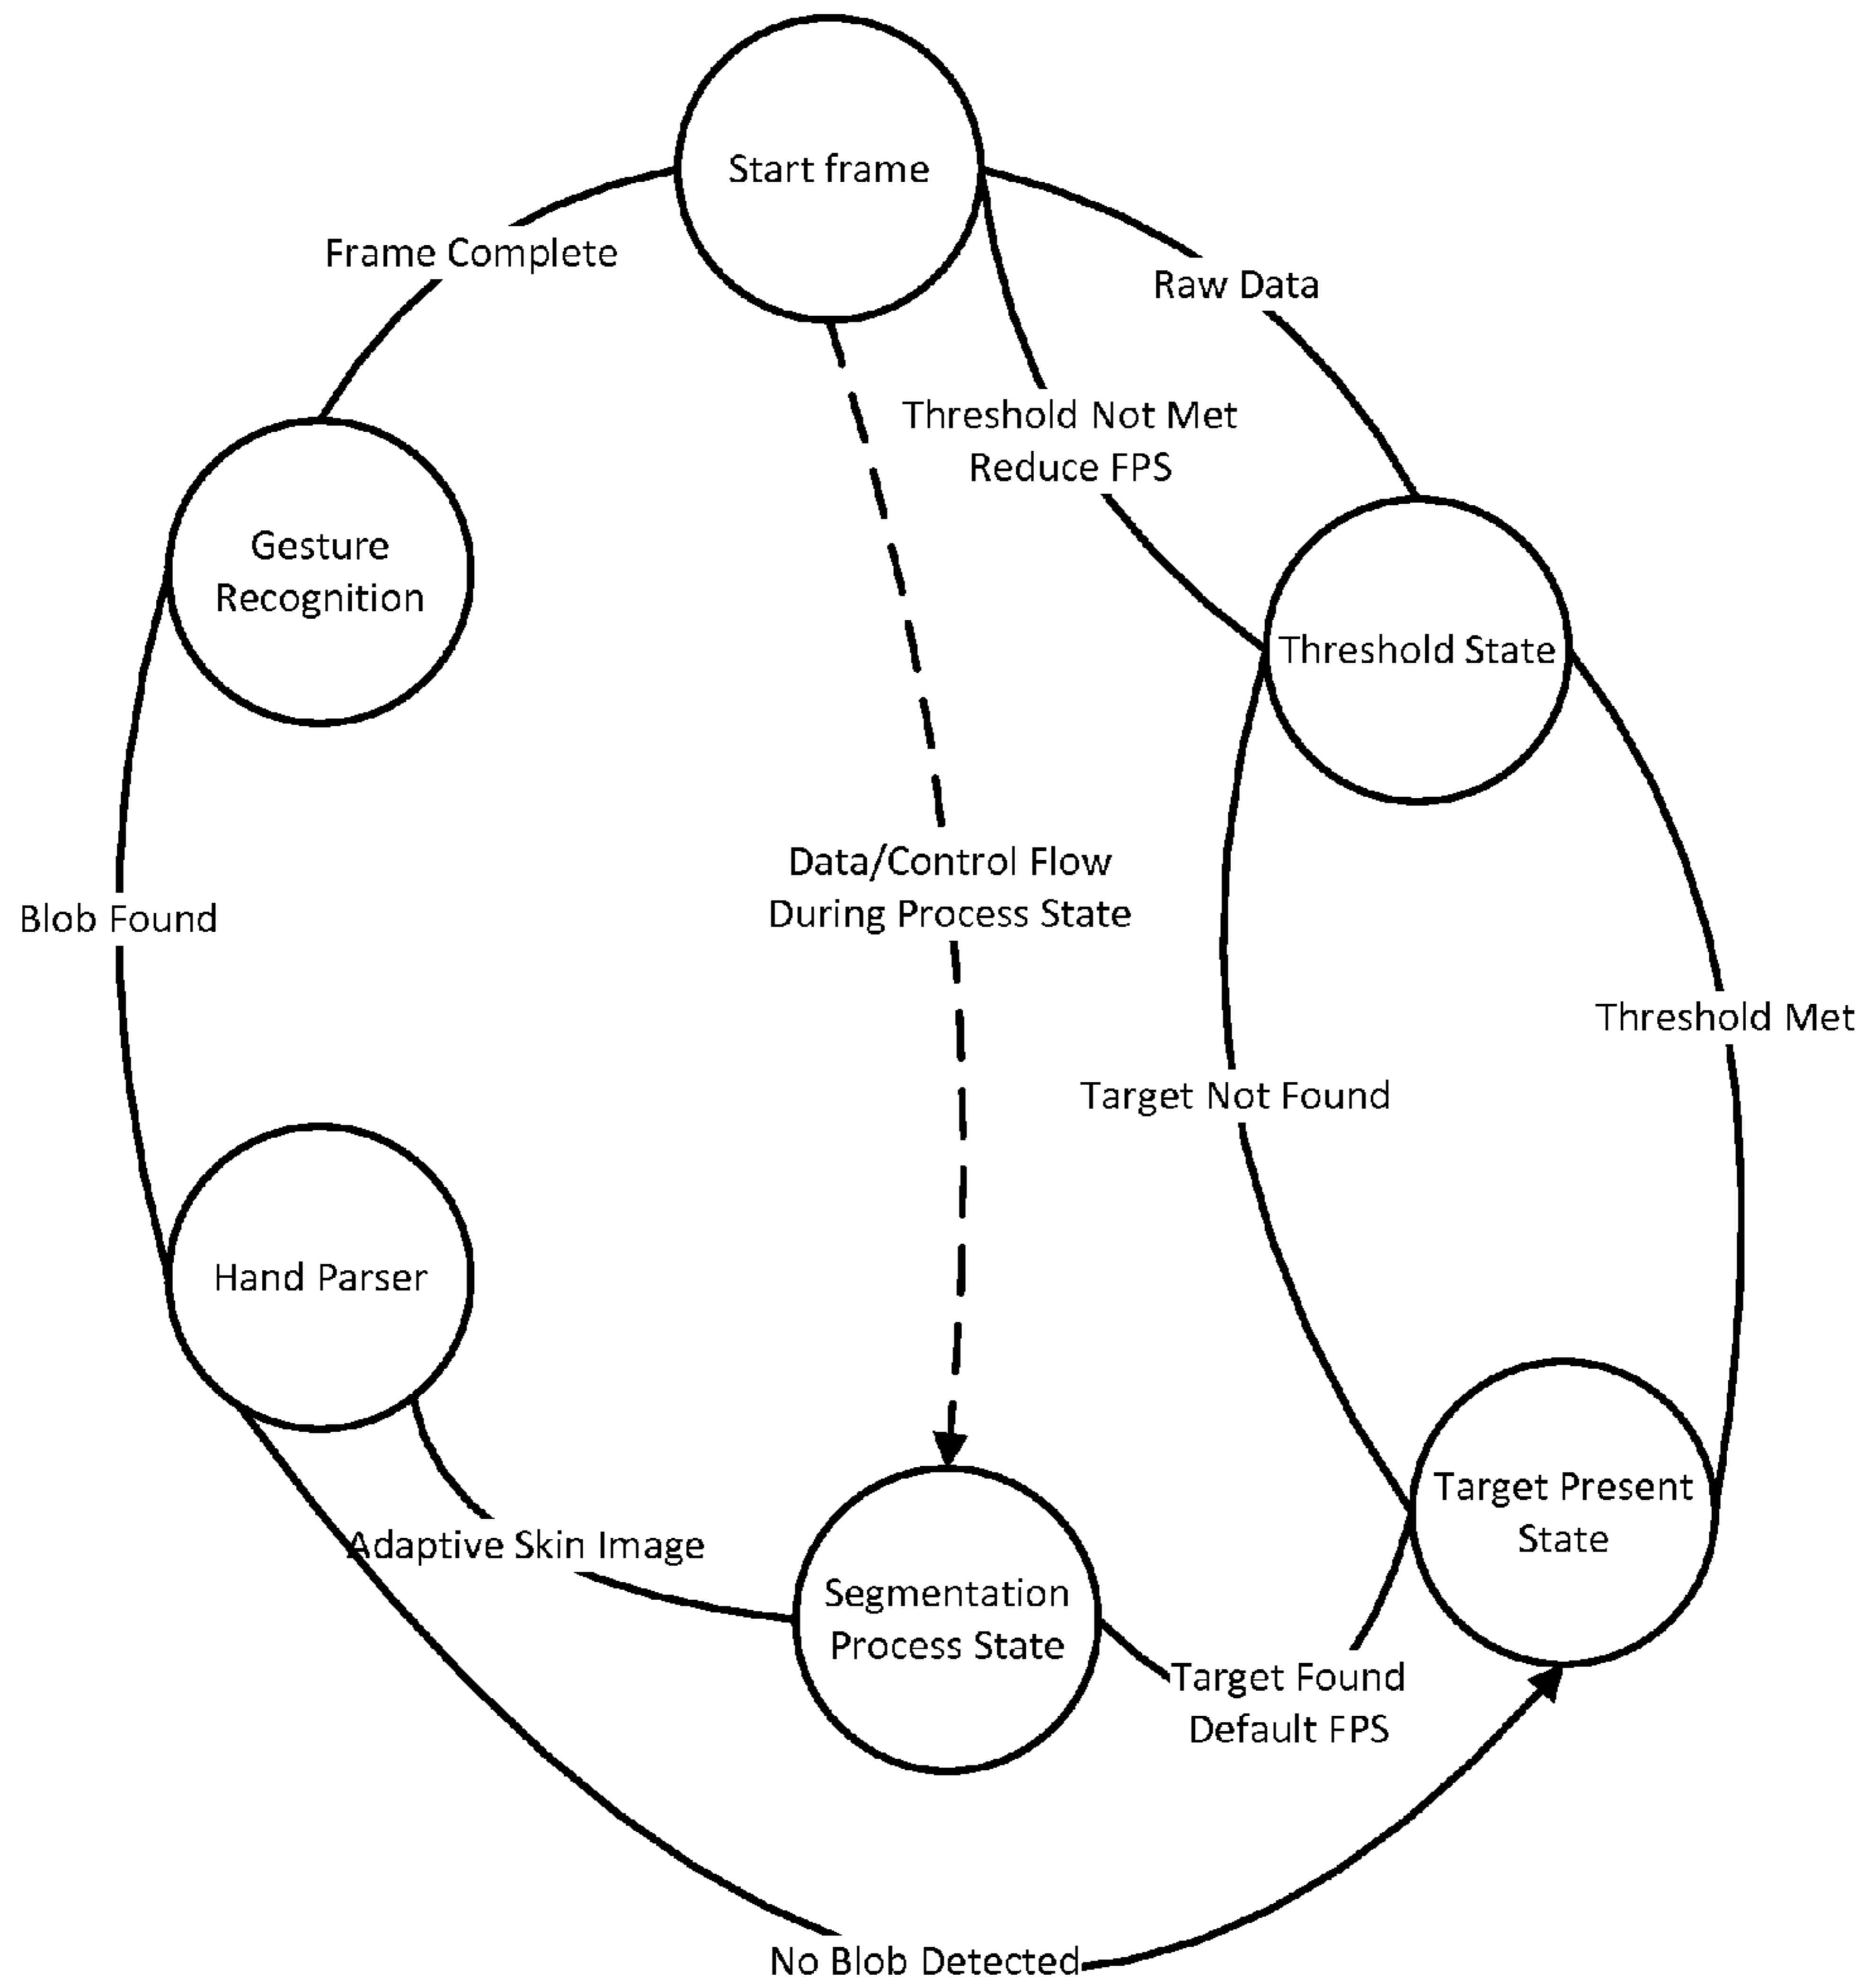 Start frame
Frame Complete
Raw Data
Threshold Not Met
Reduce FPS
Gesture
Recognition
Threshold State
Data/Control Flow
During Process State
Blob Found
Threshold Met
Target Not Found
Hand Parser
Target Present
State
Adaptive Skin Image
Segmentation
Process State
Target Found
Default FPS
No Blob Detected